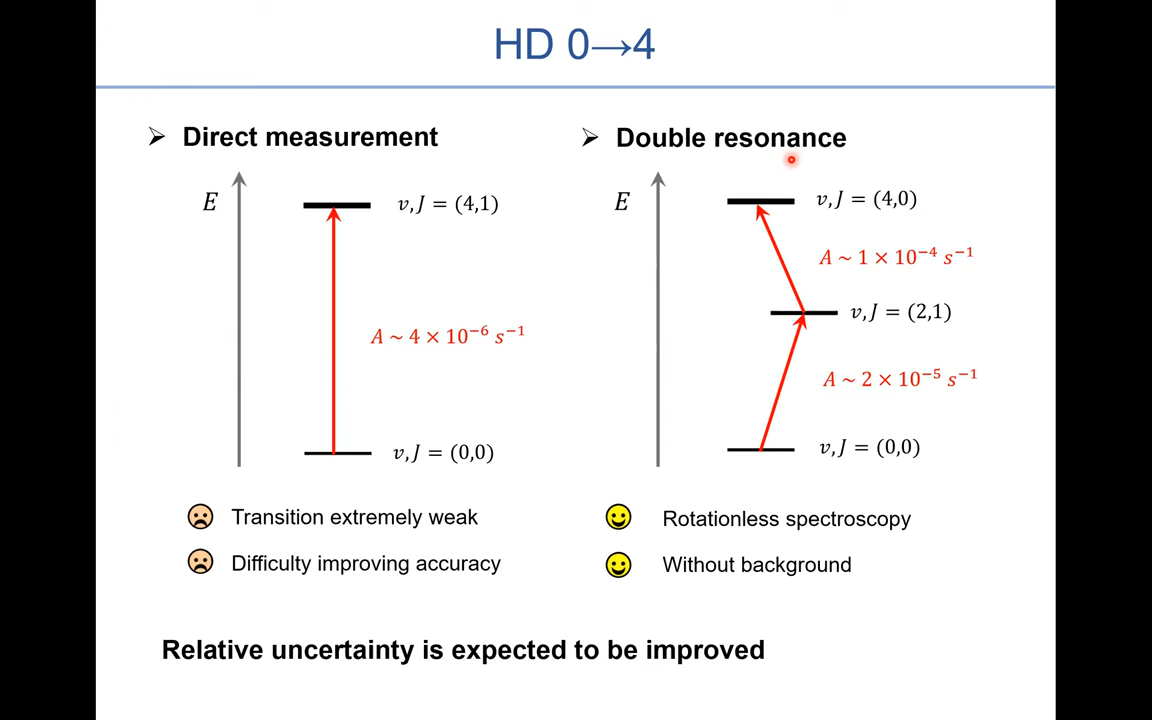 HD 0→4
➢ Direct measurement
E
v,J = (4,1)
A ~ 4 × 10⁻⁶ s⁻¹
v,J = (0,0)
Transition extremely weak
Difficulty improving accuracy
➢ Double resonance
E
v,J = (4,0)
A ~ 1 × 10⁻⁴ s⁻¹
v,J = (2,1)
A ~ 2 × 10⁻⁵ s⁻¹
v,J = (0,0)
Rotationless spectroscopy
Without background
Relative uncertainty is expected to be improved